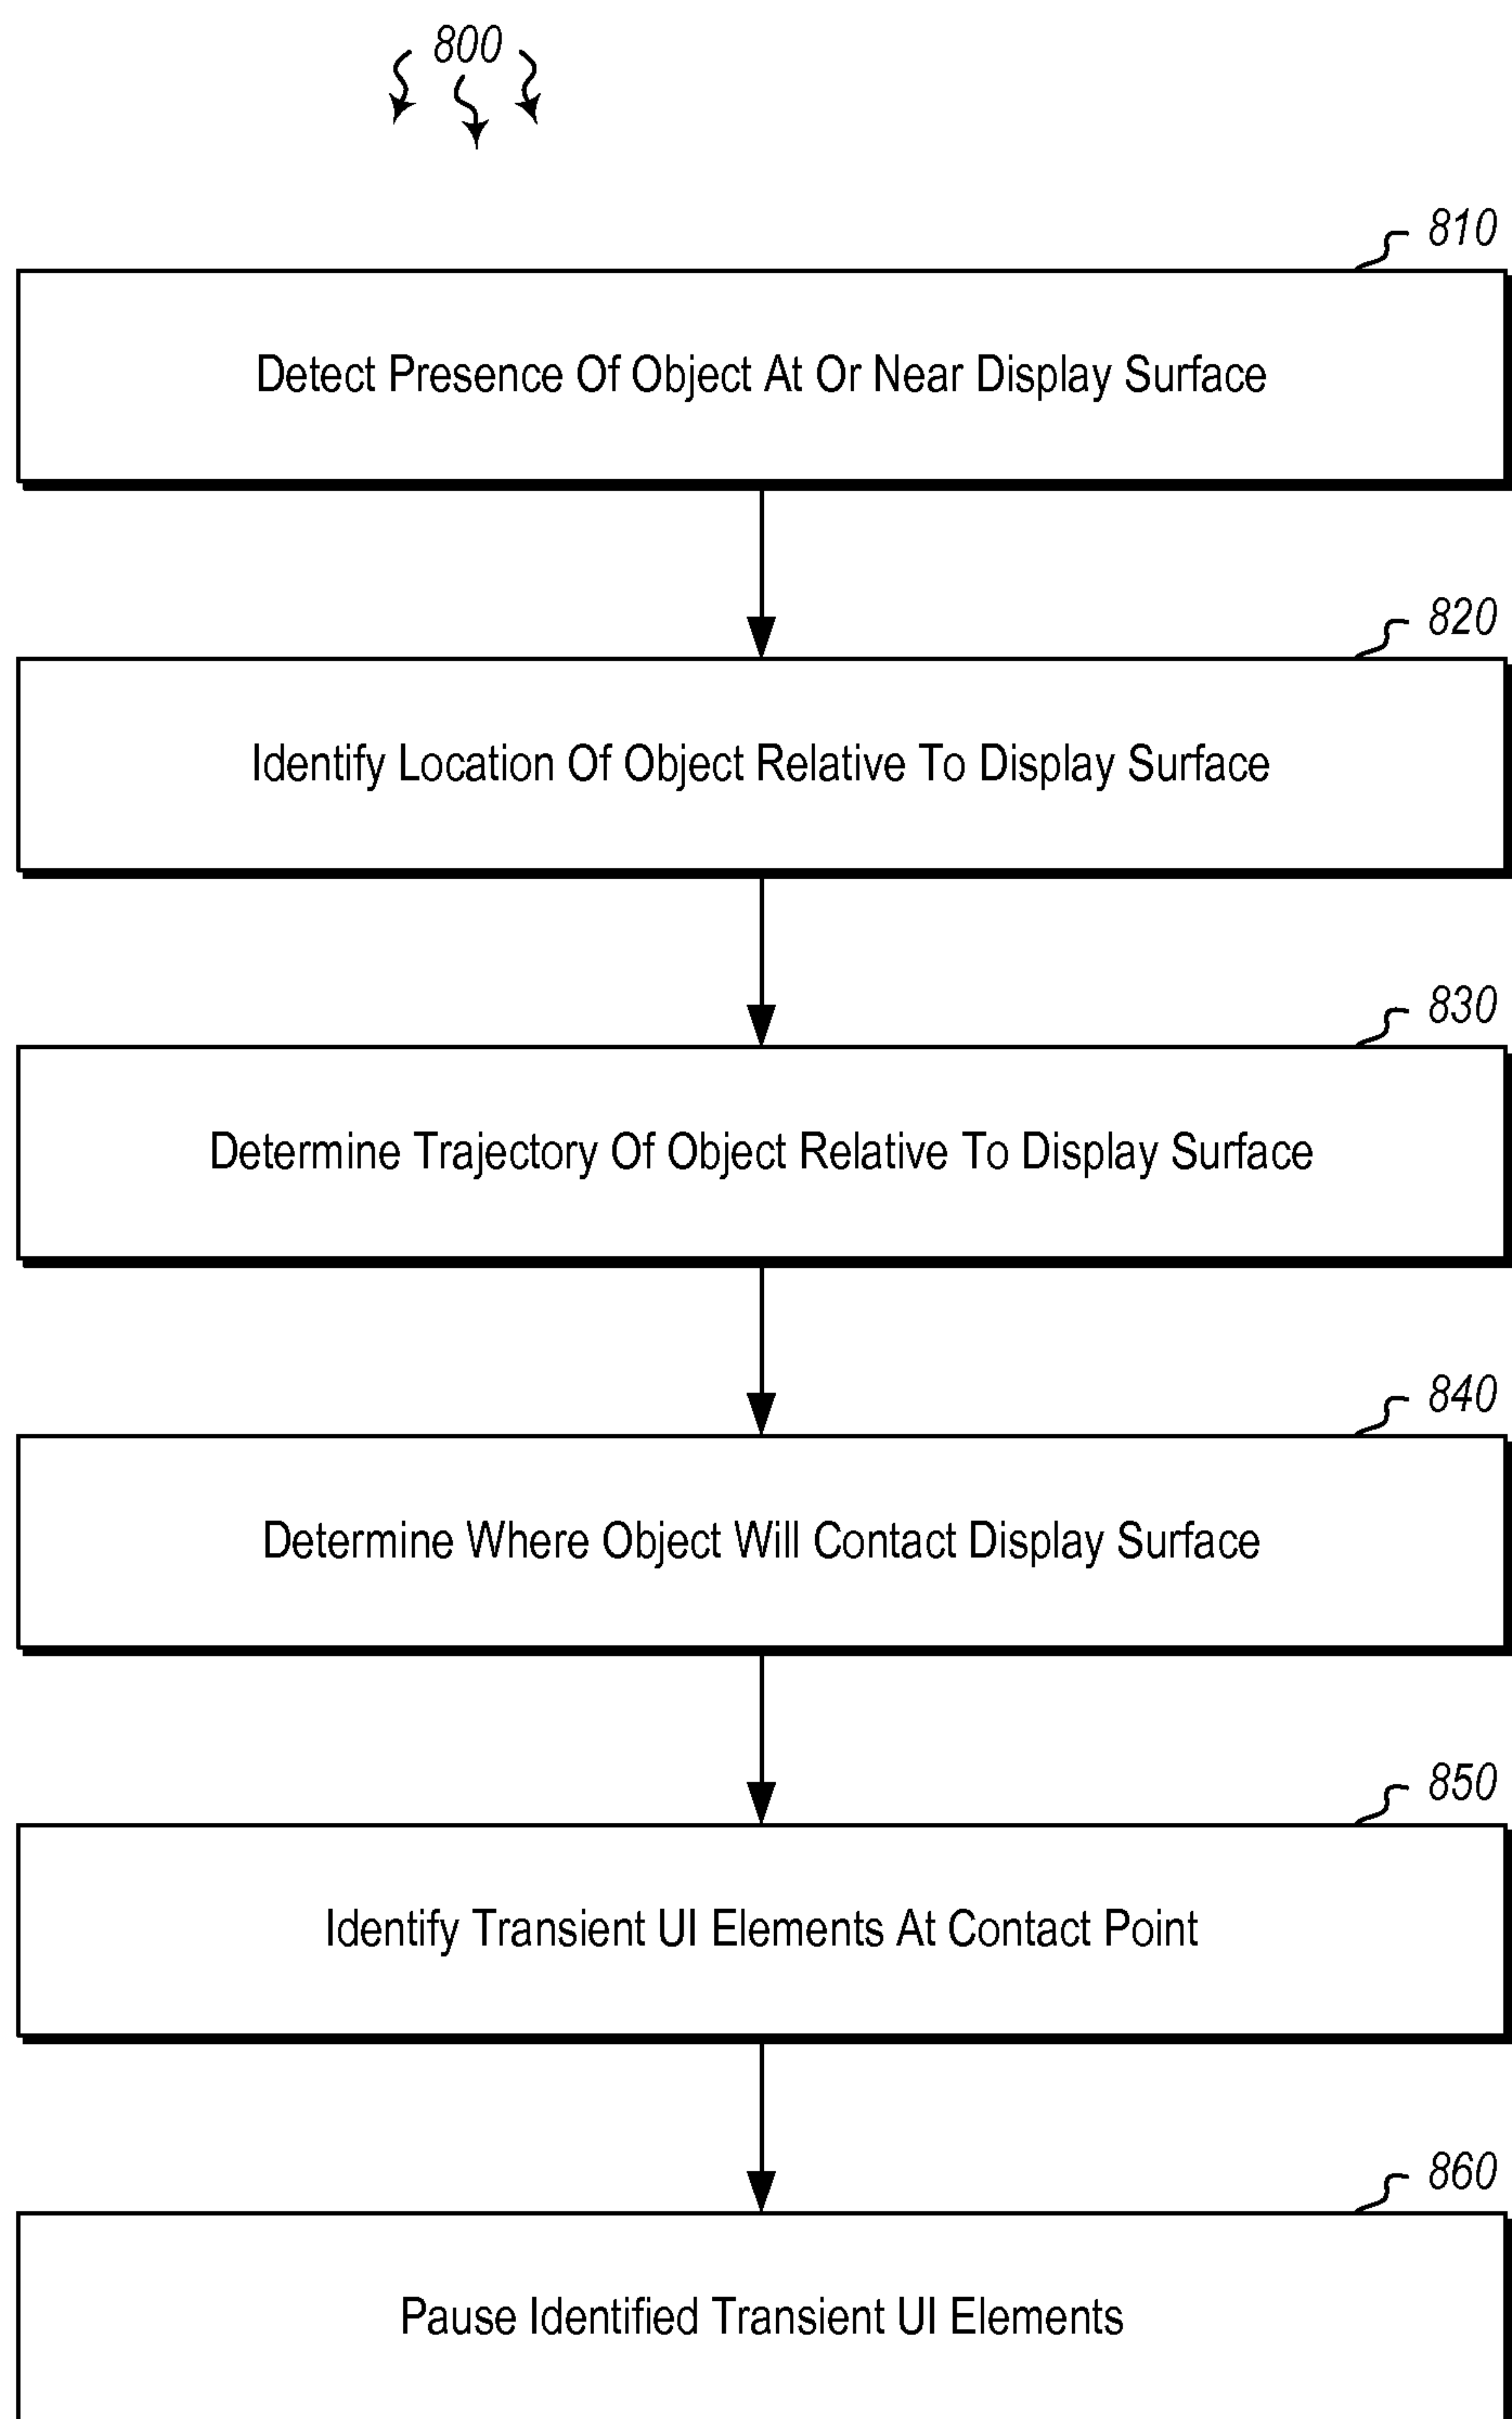 800
810
Detect Presence Of Object At Or Near Display Surface
820
Identify Location Of Object Relative To Display Surface
830
Determine Trajectory Of Object Relative To Display Surface
840
Determine Where Object Will Contact Display Surface
850
Identify Transient UI Elements At Contact Point
860
Pause Identified Transient UI Elements